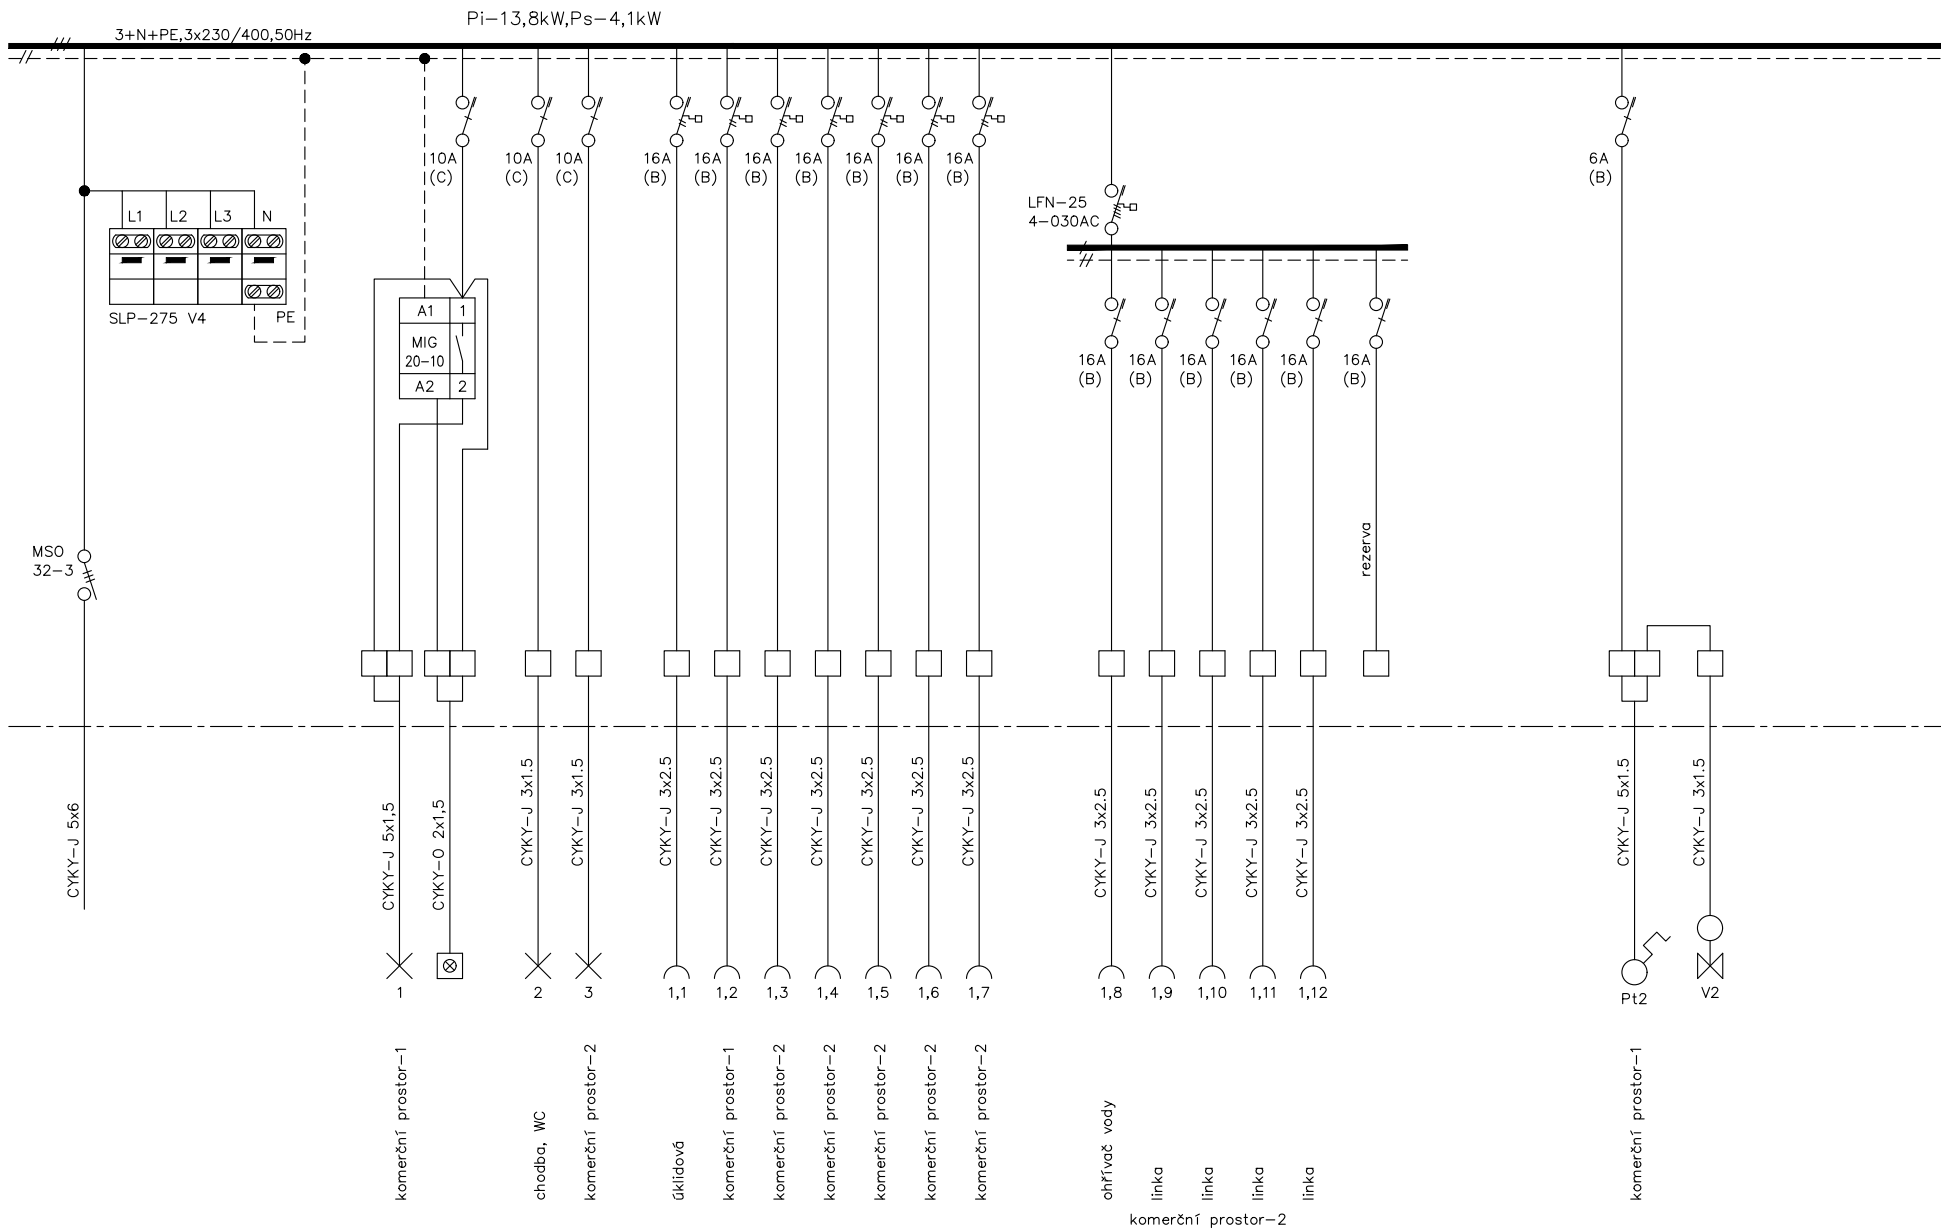 Pi-13,8kW,Ps-4,1kW
3+N+PE,3x230/400,50Hz
10A
(C)
10A
(C)
10A
(C)
16A
(B)
16A
(B)
16A
(B)
16A
(B)
16A
(B)
16A
(B)
16A
(B)
6A
(B)
L1 L2 L3 N
SLP-275 V4 PE
LFN-25
4-030AC
A1 1
MIG
20-10
A2 2
16A
(B)
16A
(B)
16A
(B)
16A
(B)
16A
(B)
16A
(B)
rezerva
MSO
32-3
CYKY-J 5x6
CYKY-J 5x1,5
CYKY-O 2x1,5
CYKY-J 3x1.5
CYKY-J 3x1.5
CYKY-J 3x2.5
CYKY-J 3x2.5
CYKY-J 3x2.5
CYKY-J 3x2.5
CYKY-J 3x2.5
CYKY-J 3x2.5
CYKY-J 3x2.5
CYKY-J 3x2.5
CYKY-J 3x2.5
CYKY-J 3x2.5
CYKY-J 3x2.5
CYKY-J 3x2.5
CYKY-J 5x1.5
CYKY-J 3x1.5
1 2 3 1,1 1,2 1,3 1,4 1,5 1,6 1,7 1,8 1,9 1,10 1,11 1,12 Pt2 V2
komerční prostor-1
chodba, WC
komerční prostor-2
úklidová
komerční prostor-1
komerční prostor-2
komerční prostor-2
komerční prostor-2
komerční prostor-2
komerční prostor-2
ohřívač vody
linka
linka
linka
linka
komerční prostor-1
komerční prostor-2